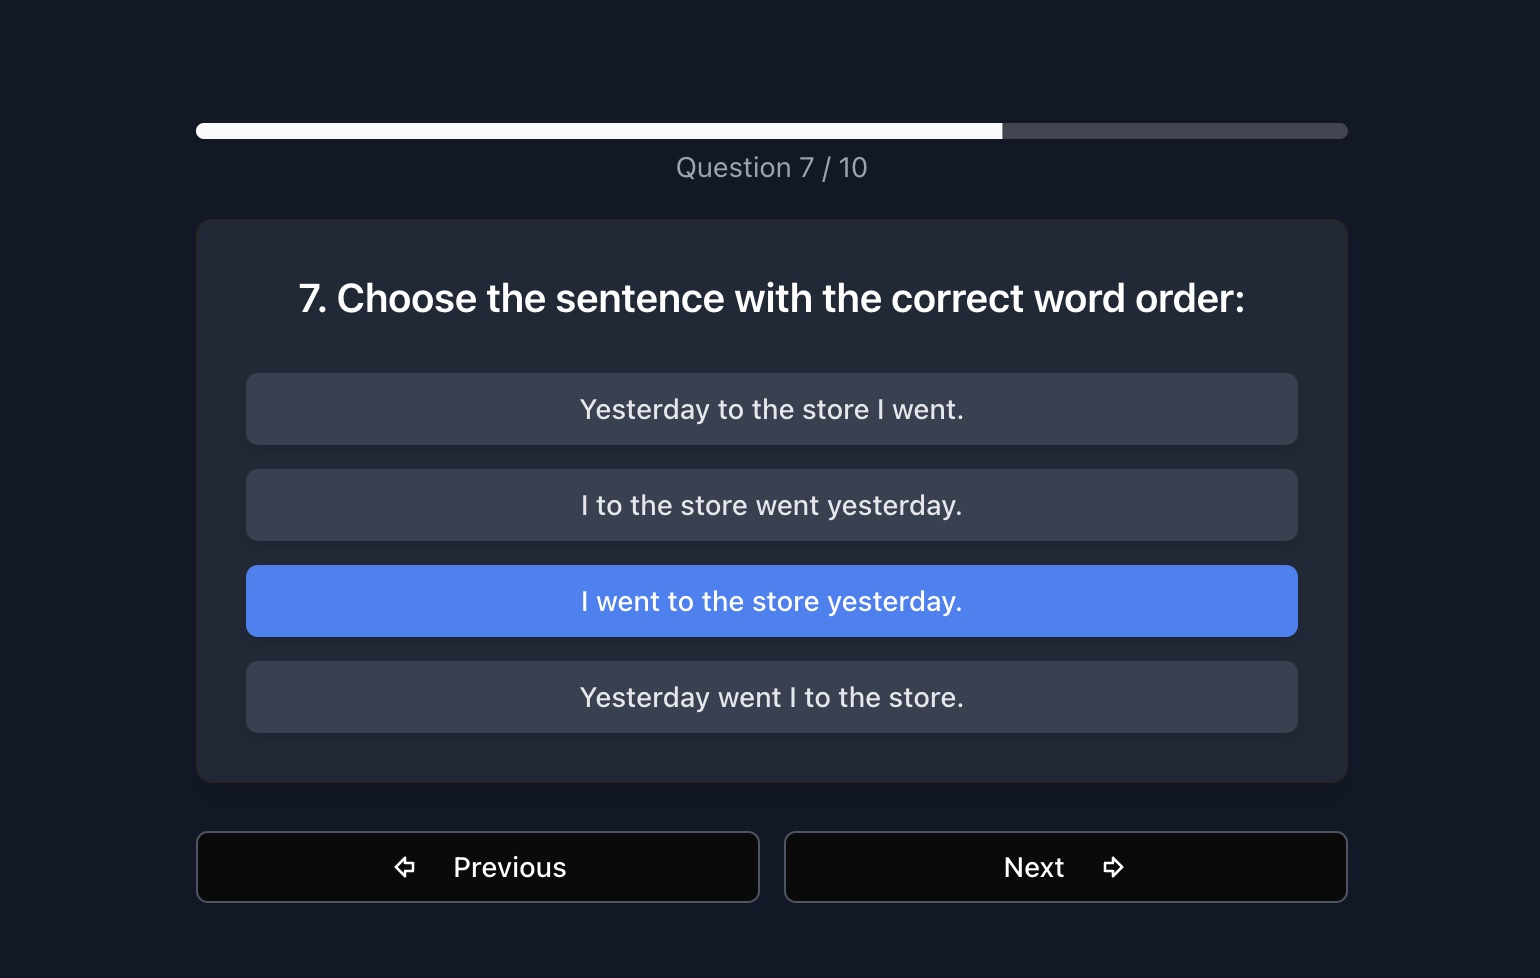 Question 7 / 10
7. Choose the sentence with the correct word order:
Yesterday to the store I went.
I to the store went yesterday.
I went to the store yesterday.
Yesterday went I to the store.
Previous
Next